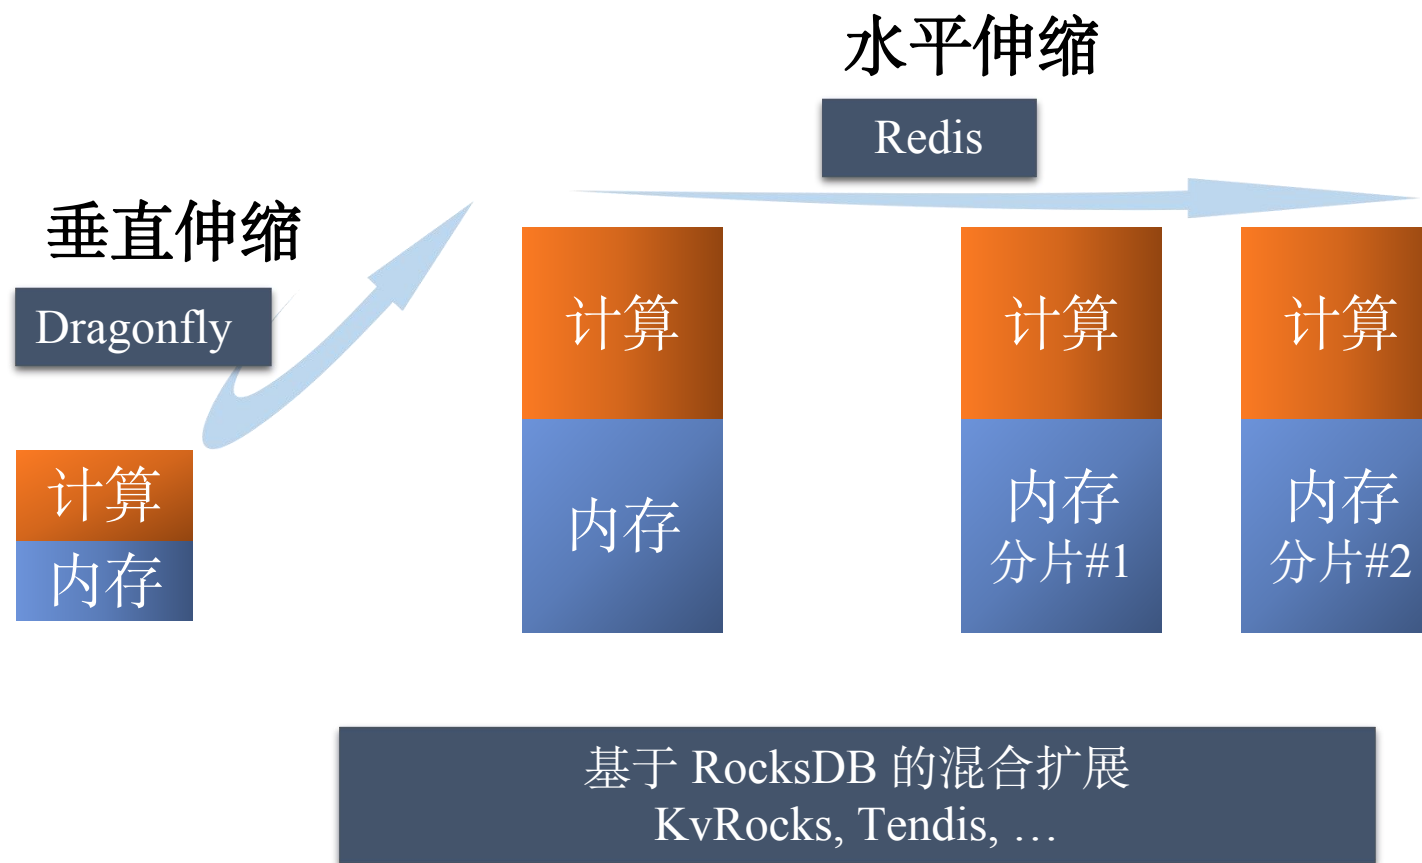 水平伸缩
Redis
垂直伸缩
Dragonfly
计算
内存
计算
内存
计算
内存
分片#1
计算
内存
分片#2
基于 RocksDB 的混合扩展
KvRocks, Tendis, …